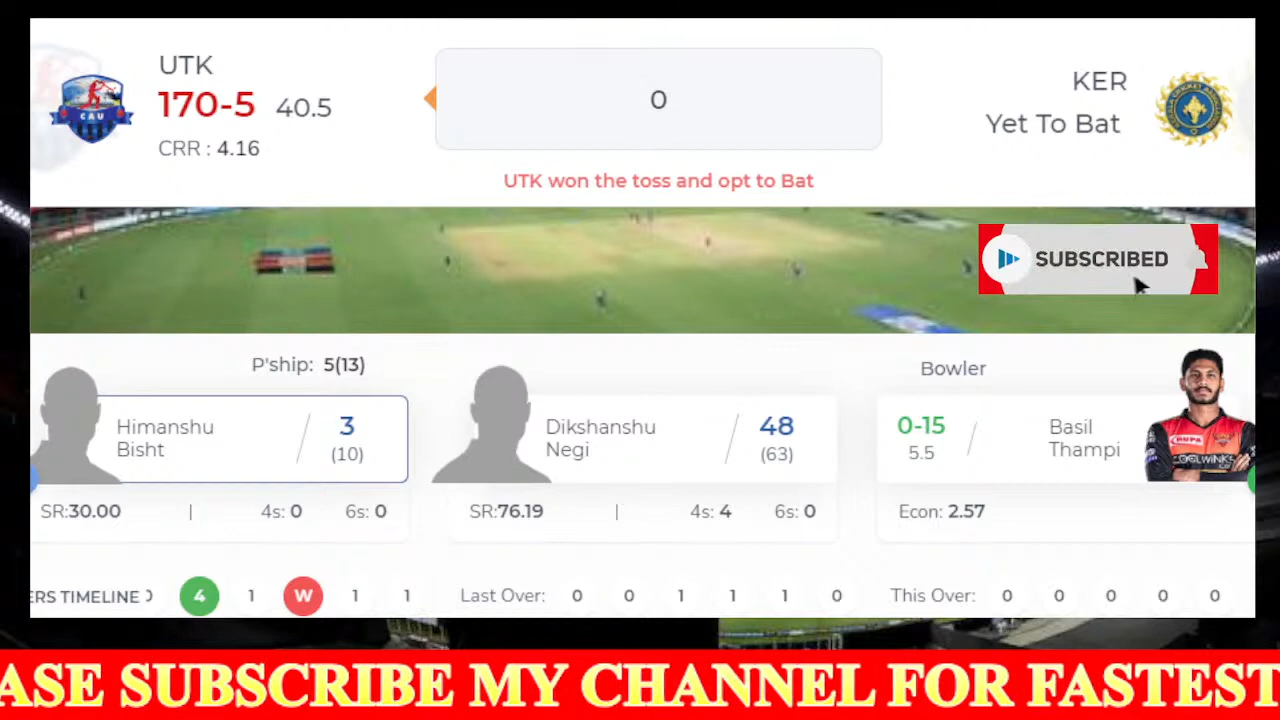 UTK
170-5 40.5
CRR : 4.16
0
KER
Yet To Bat
UTK won the toss and opt to Bat
CAU
SUBSCRIBED
P'ship: 5(13)
Bowler
Himanshu
Bisht
3
(10)
Dikshanshu
Negi
48
(63)
0-15
5.5
Basil
Thampi
SR:30.00 | 4s: 0 6s: 0
SR:76.19 | 4s: 4 6s: 0
Econ: 2.57
ERS TIMELINE 0 4 1 W 1 1 Last Over: 0 0 1 1 1 0 This Over: 0 0 0 0 0
ASE SUBSCRIBE MY CHANNEL FOR FASTEST